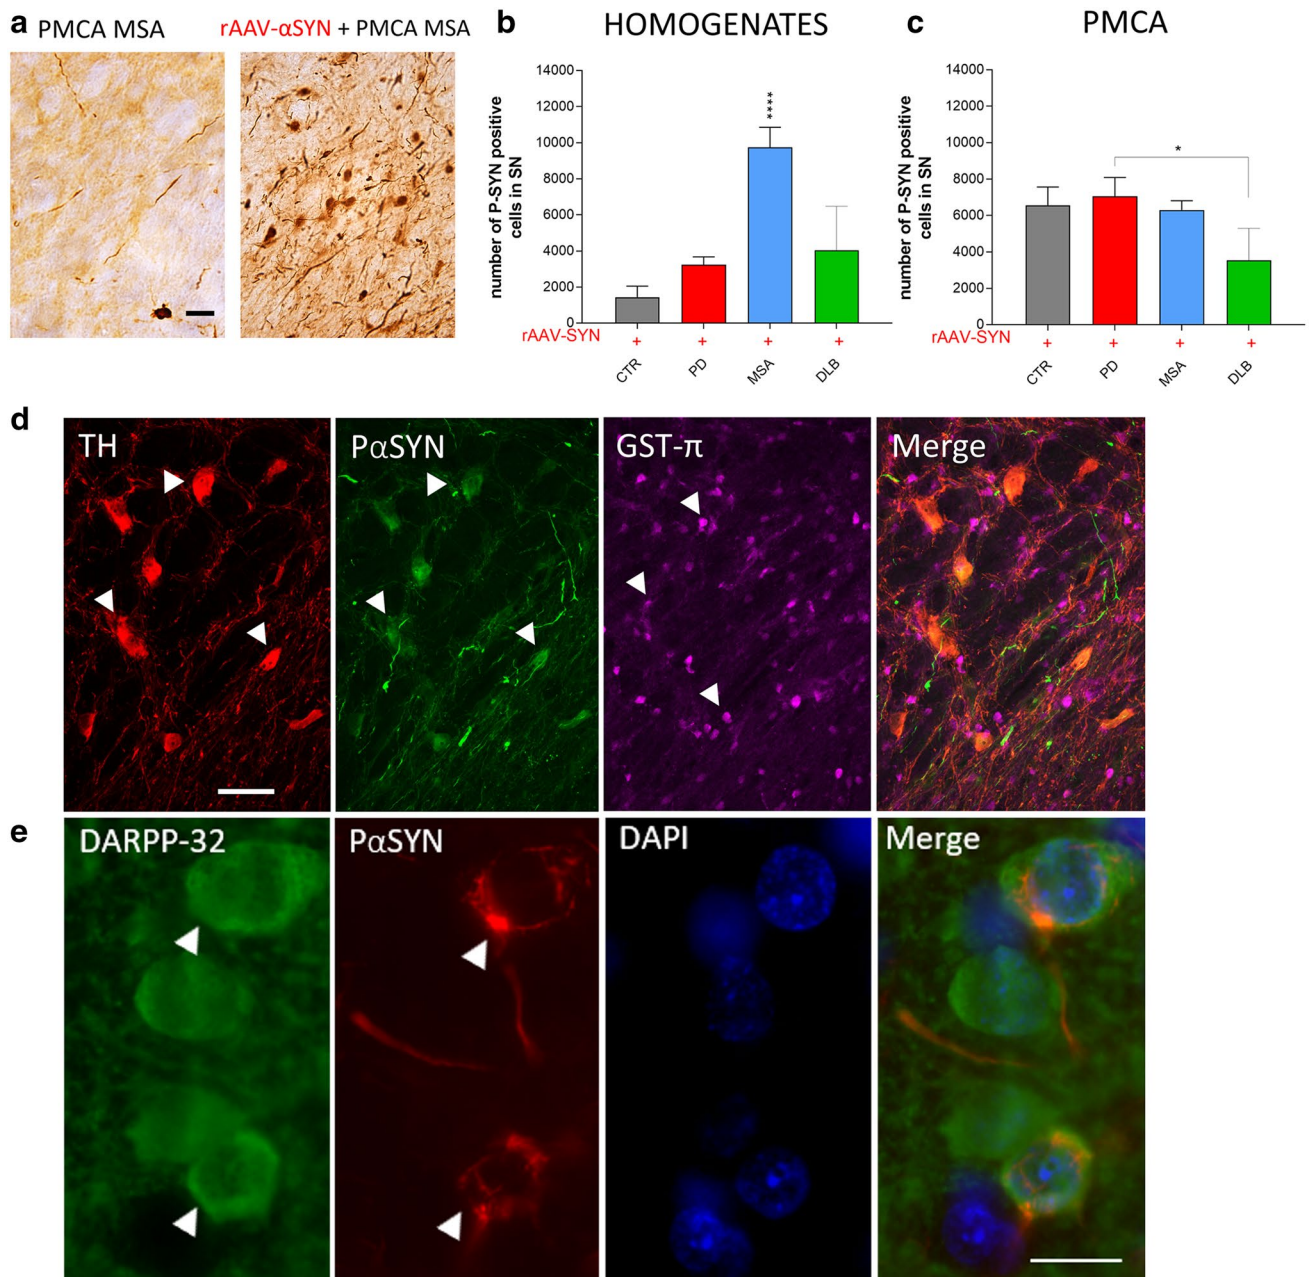 a PMCA MSA rAAV-αSYN + PMCA MSA
b HOMOGENATES
number of P-SYN positive
cells in SN
14000
12000
10000
8000
6000
4000
2000
0
****
rAAV-SYN + + + +
CTR PD MSA DLB
c PMCA
number of P-SYN positive
cells in SN
14000
12000
10000
8000
6000
4000
2000
0
*
rAAV-SYN + + + +
CTR PD MSA DLB
d TH PαSYN GST-π Merge
e DARPP-32 PαSYN DAPI Merge